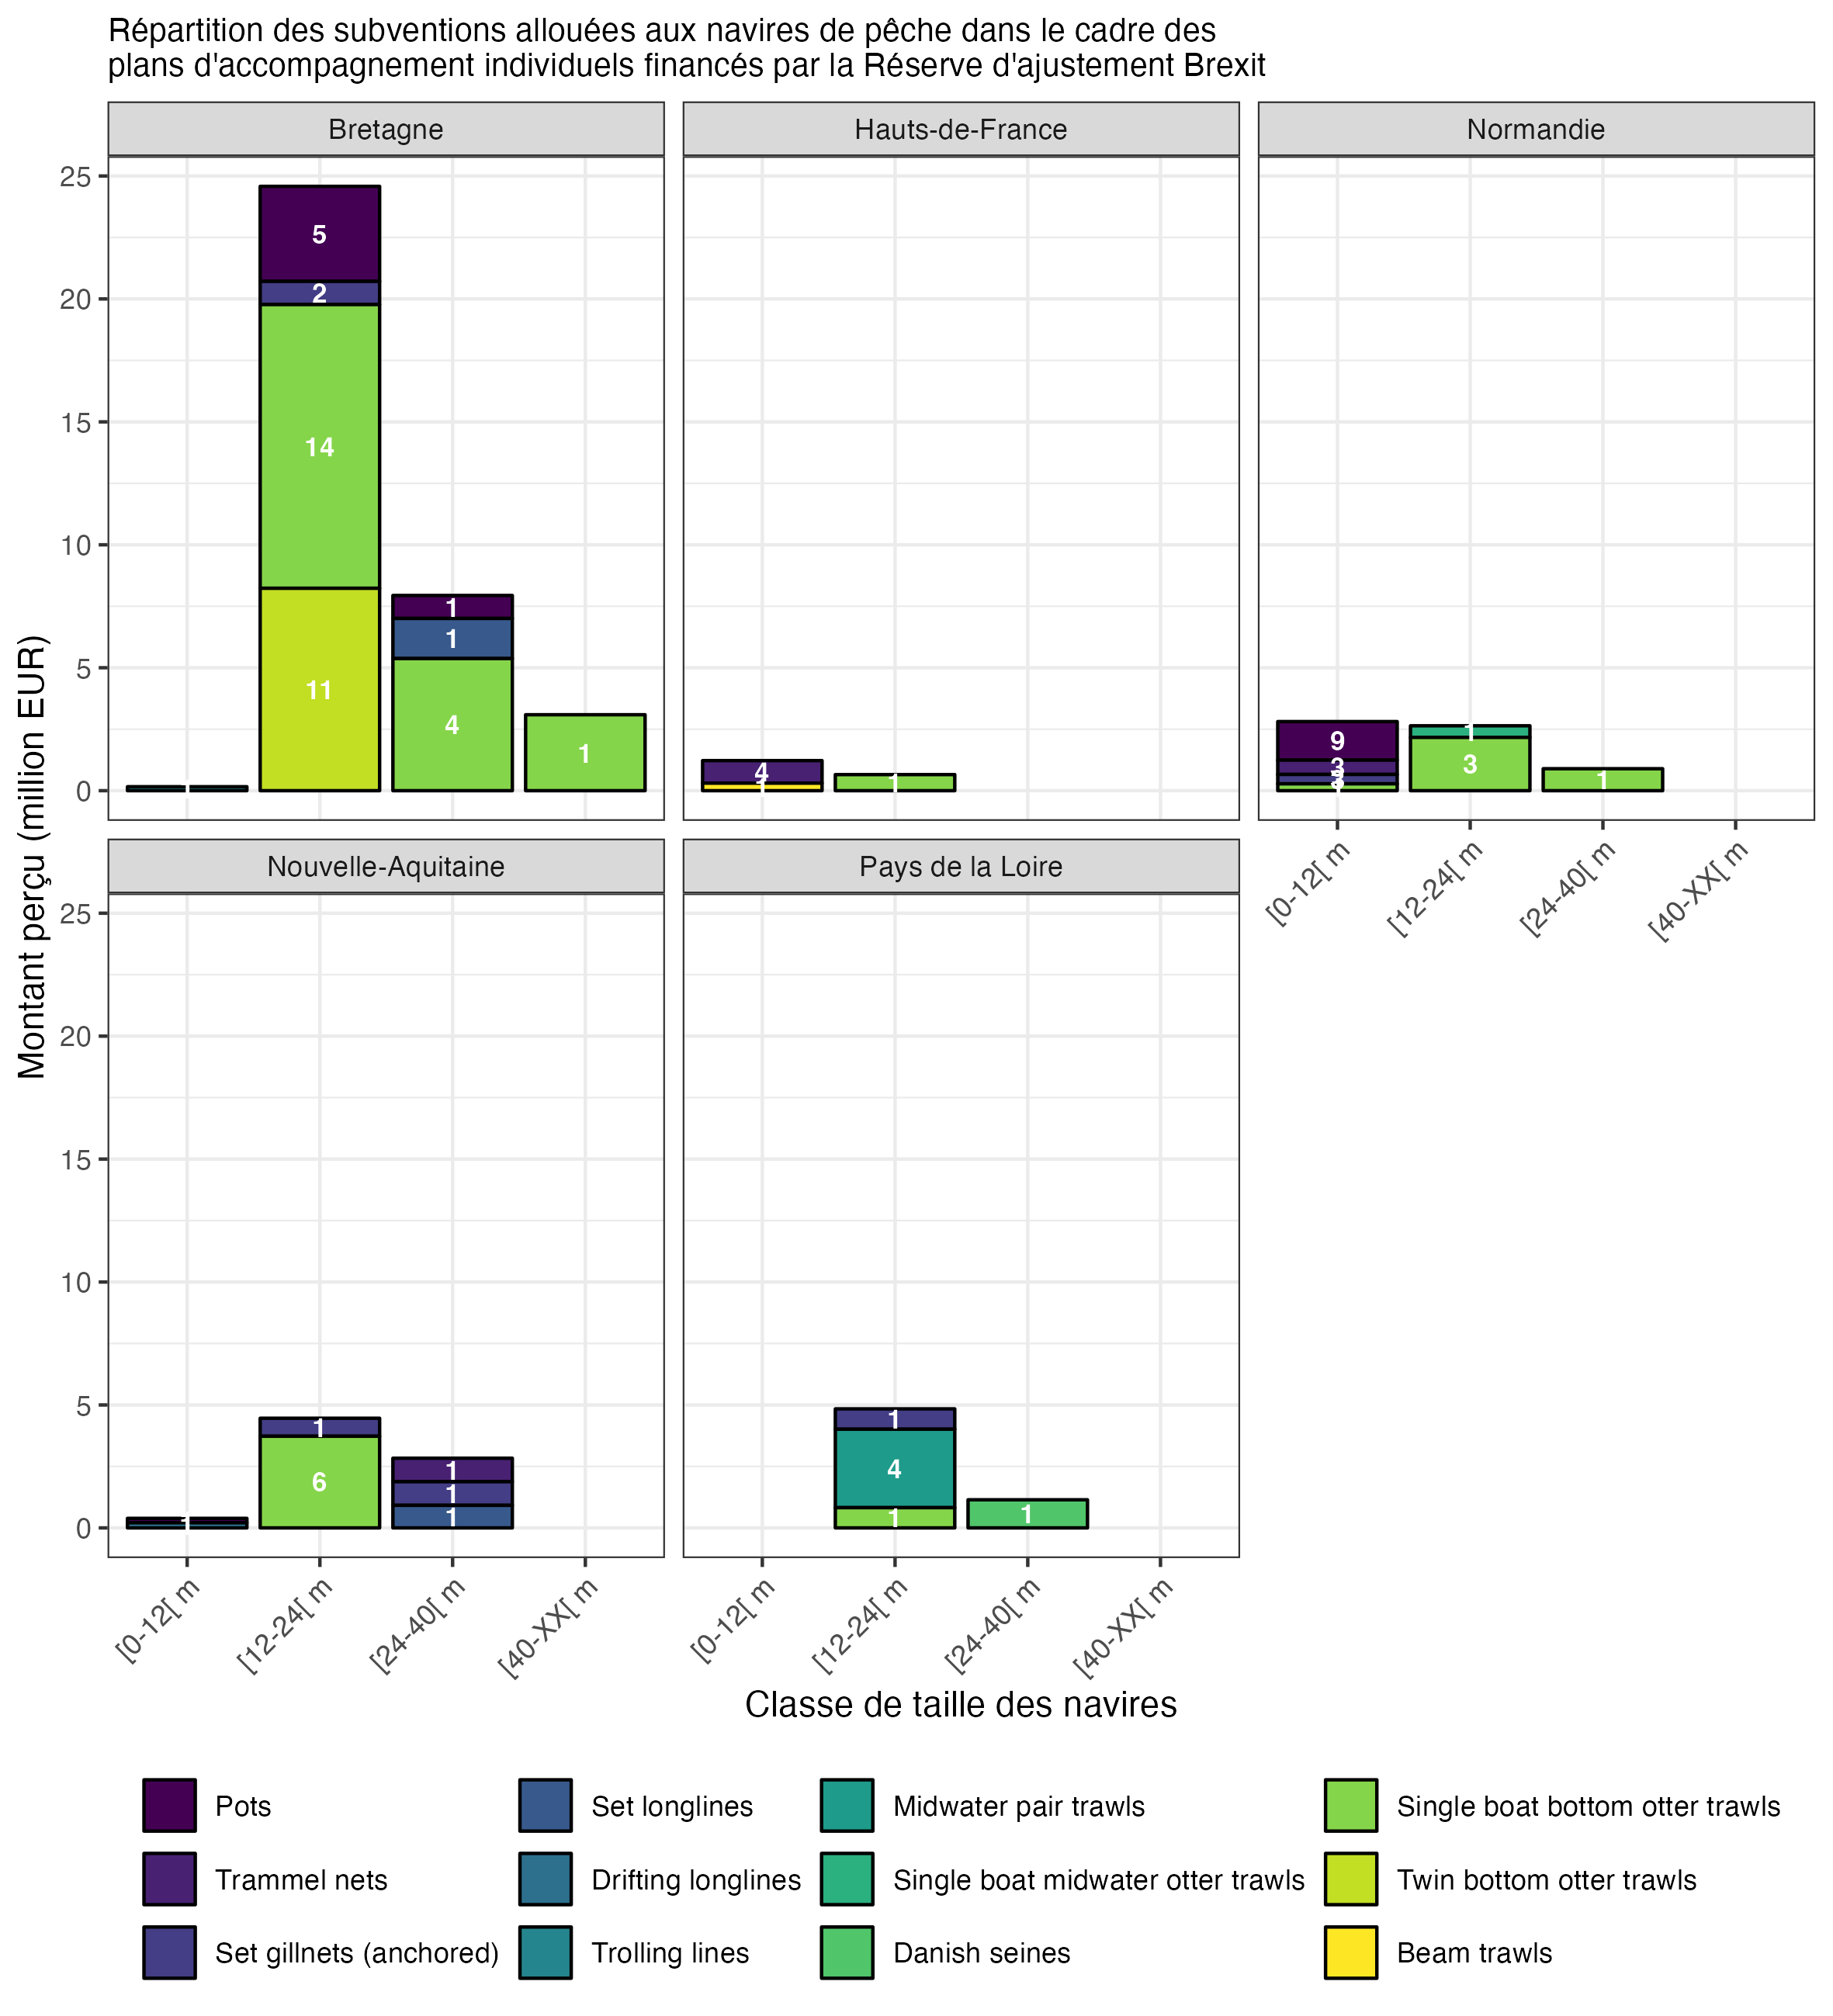 Répartition des subventions allouées aux navires de pêche dans le cadre des
plans d'accompagnement individuels financés par la Réserve d'ajustement Brexit
Montant perçu (million EUR)
Bretagne
25
20
15
10
5
0
1
5
2
14
11
1
1
4
1
Hauts-de-France
4
1
1
Normandie
9
3
3
1
1
3
1
[0-12[ m
[12-24[ m
[24-40[ m
[40-XX[ m
Nouvelle-Aquitaine
25
20
15
10
5
0
1
1
1
6
1
1
1
[0-12[ m
[12-24[ m
[24-40[ m
[40-XX[ m
Pays de la Loire
1
4
1
1
[0-12[ m
[12-24[ m
[24-40[ m
[40-XX[ m
Classe de taille des navires
Pots
Trammel nets
Set gillnets (anchored)
Set longlines
Drifting longlines
Trolling lines
Midwater pair trawls
Single boat midwater otter trawls
Danish seines
Single boat bottom otter trawls
Twin bottom otter trawls
Beam trawls